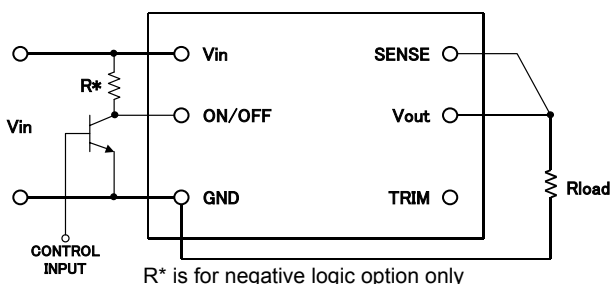 Vin
SENSE
R*
ON/OFF
Vout
Vin
Rload
GND
TRIM
CONTROL
INPUT
R* is for negative logic option only